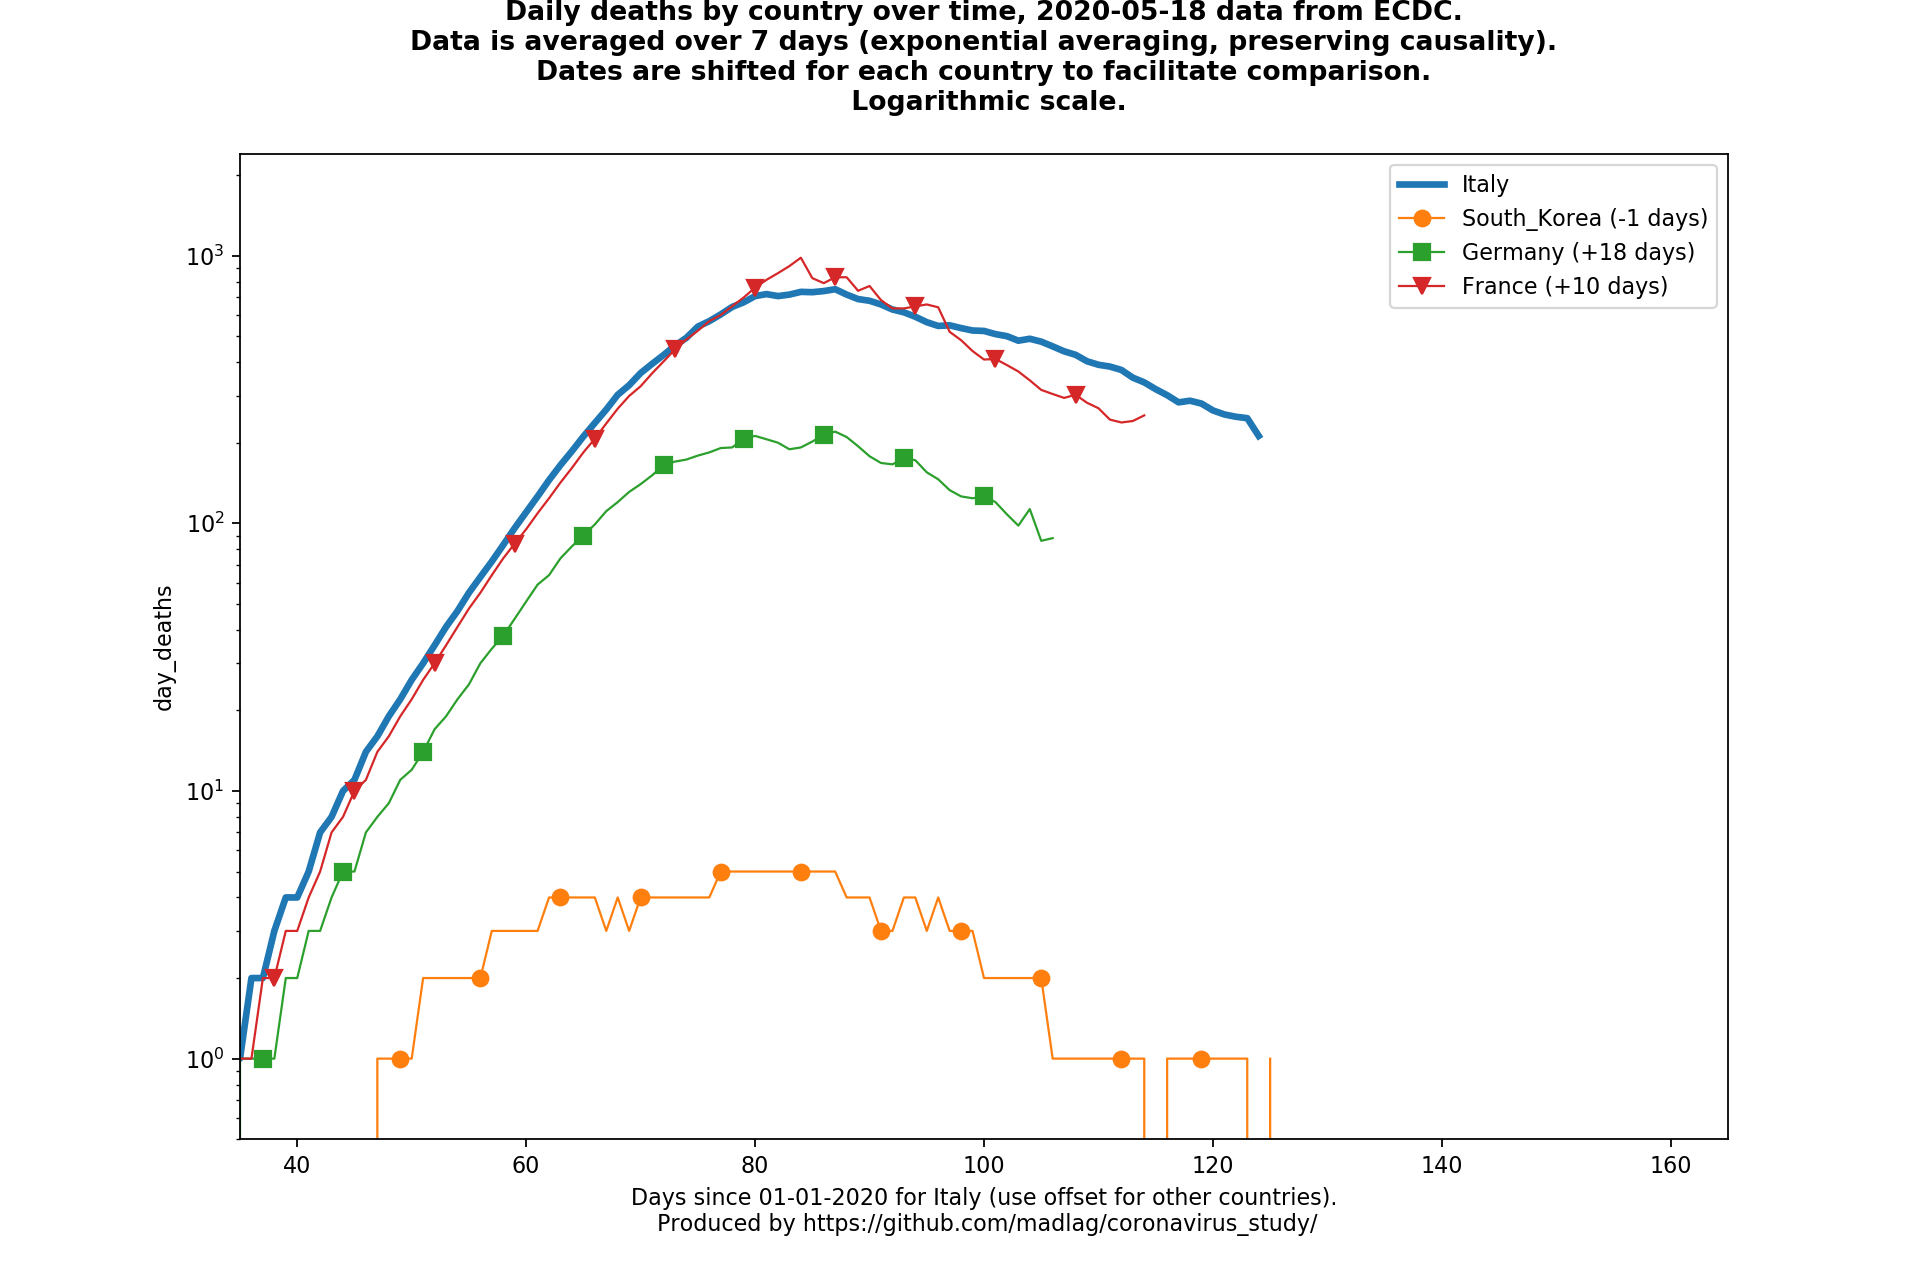 Daily deaths by country over time, 2020-05-18 data from ECDC.
Data is averaged over 7 days (exponential averaging, preserving causality).
Dates are shifted for each country to facilitate comparison.
Logarithmic scale.
Italy
South_Korea (-1 days)
Germany (+18 days)
France (+10 days)
10³
10²
10¹
10⁰
day_deaths
40 60 80 100 120 140 160
Days since 01-01-2020 for Italy (use offset for other countries).
Produced by https://github.com/madlag/coronavirus_study/